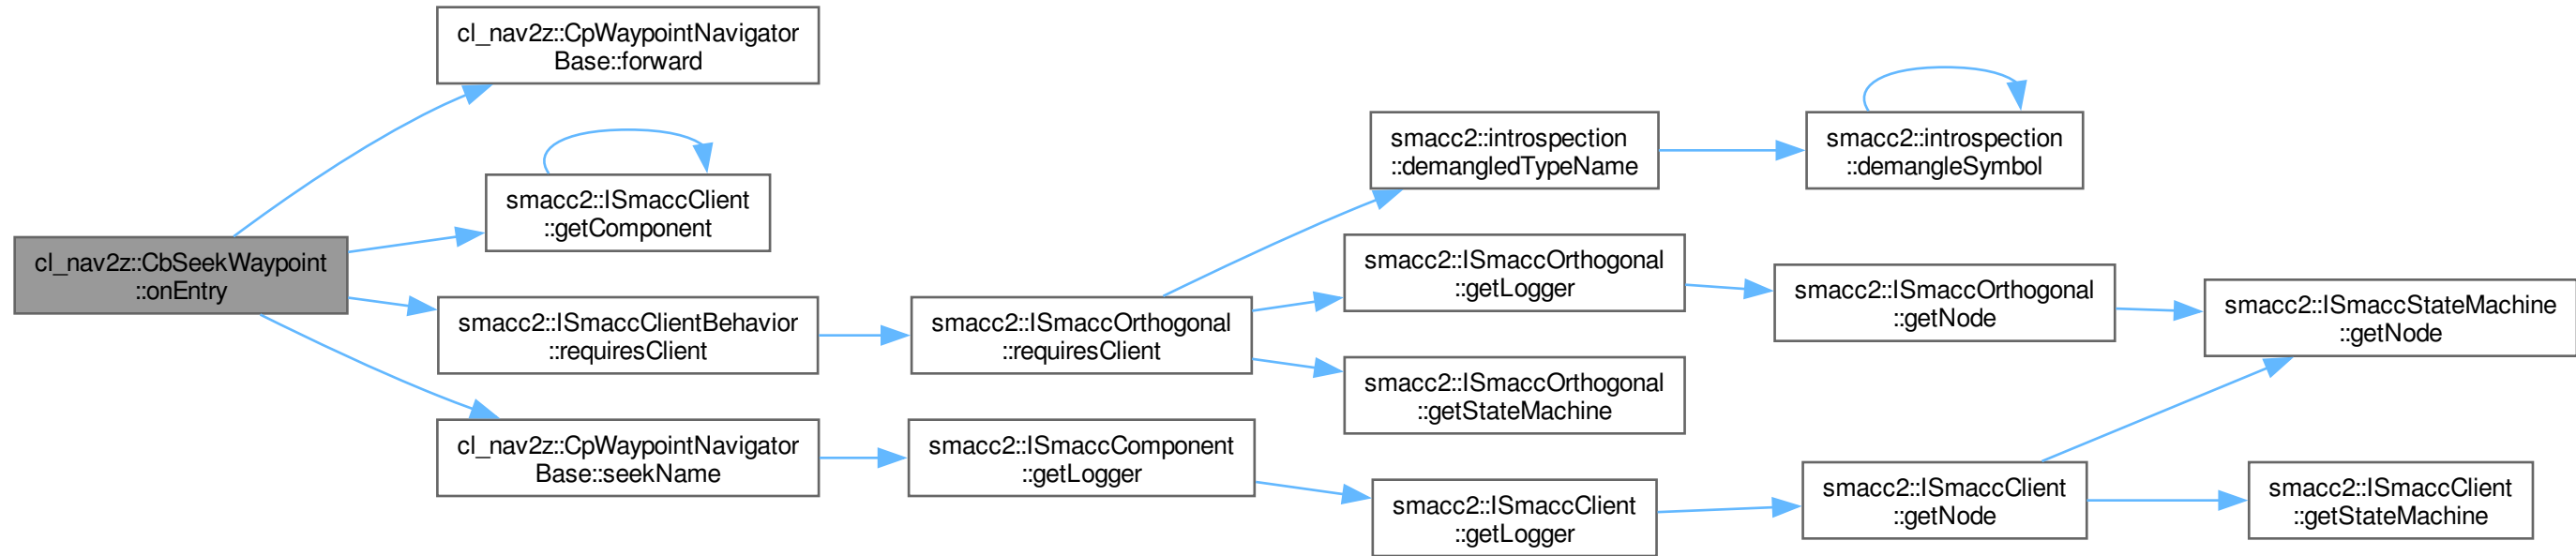 cl_nav2z::CbSeekWaypoint
::onEntry
cl_nav2z::CpWaypointNavigator
Base::forward
smacc2::ISmaccClient
::getComponent
smacc2::ISmaccClientBehavior
::requiresClient
cl_nav2z::CpWaypointNavigator
Base::seekName
smacc2::ISmaccOrthogonal
::requiresClient
smacc2::ISmaccComponent
::getLogger
smacc2::introspection
::demangledTypeName
smacc2::ISmaccOrthogonal
::getLogger
smacc2::ISmaccOrthogonal
::getStateMachine
smacc2::ISmaccClient
::getLogger
smacc2::introspection
::demangleSymbol
smacc2::ISmaccOrthogonal
::getNode
smacc2::ISmaccClient
::getNode
smacc2::ISmaccStateMachine
::getNode
smacc2::ISmaccClient
::getStateMachine